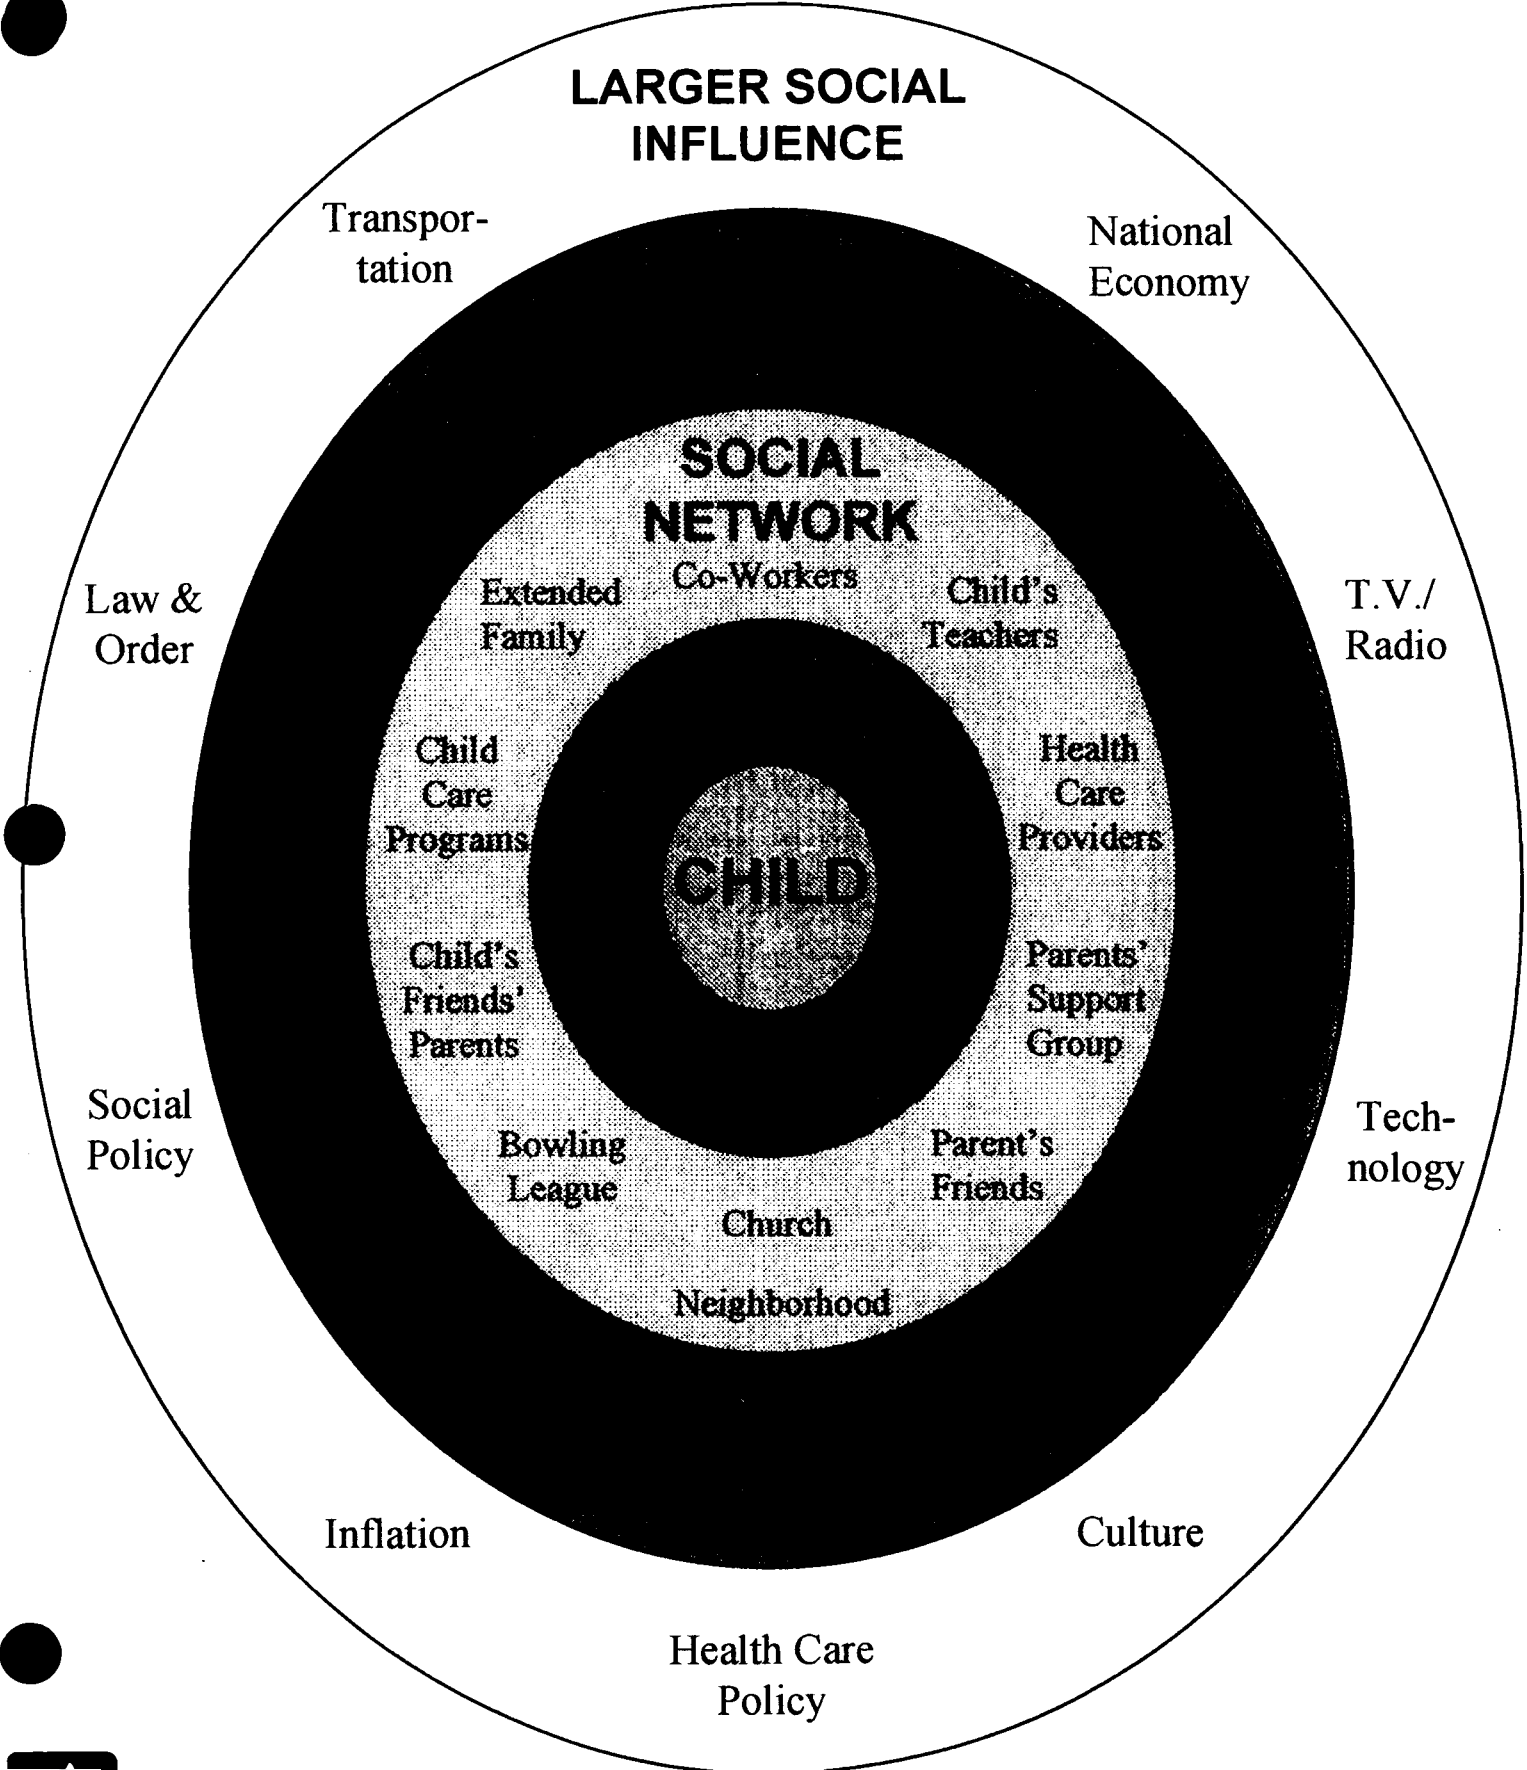 LARGER SOCIAL
INFLUENCE
Transpor-
tation
National
Economy
SOCIAL
NETWORK
Co-Workers
Extended
Family
Child's
Teachers
Law &
Order
T.V./
Radio
Child
Care
Programs
Health
Care
Providers
CHILD
Child's
Friends'
Parents
Parents'
Support
Group
Social
Policy
Tech-
nology
Bowling
League
Parent's
Friends
Church
Neighborhood
Inflation
Culture
Health Care
Policy